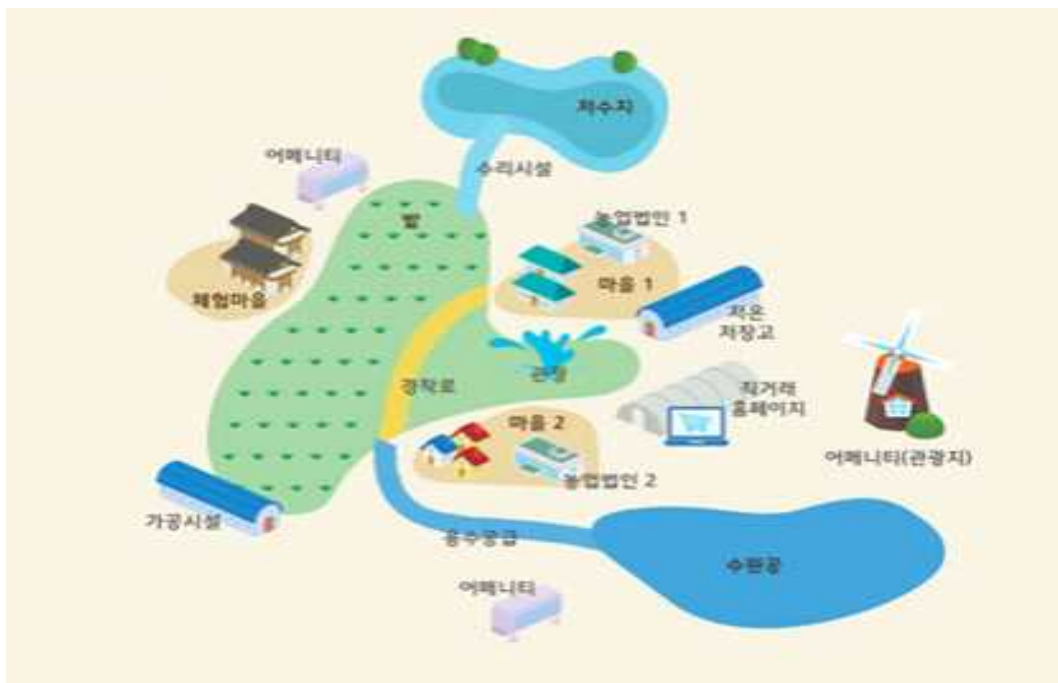 저수지
어메니티
수리시설
농업법인 1
밭
마을 1
체험마을
저온
저장고
관정
경작로
직거래
홈페이지
마을 2
어메니티(관광지)
농업법인 2
가공시설
용수공급
수원공
어메니티